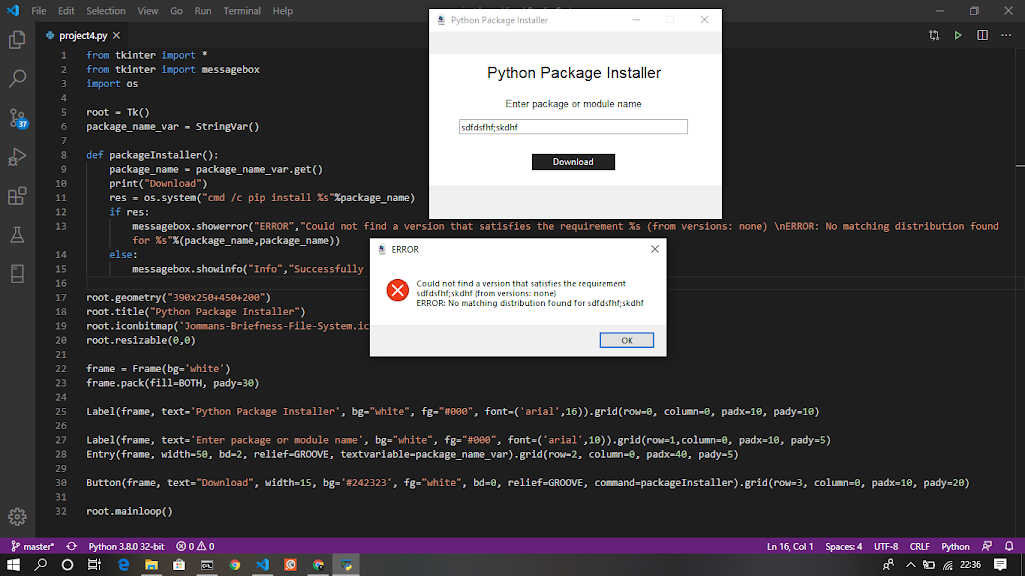 File Edit Selection View Go Run Terminal Help
project4.py
1 from tkinter import *
2 from tkinter import messagebox
3 import os
4
5 root = Tk()
6 package_name_var = StringVar()
7
8 def packageInstaller():
9 package_name = package_name_var.get()
10 print("Download")
11 res = os.system("cmd /c pip install %s"%package_name)
12 if res:
13 messagebox.showerror("ERROR","Could not find a version that satisfies the requirement %s (from versions: none) \nERROR: No matching distribution found
for %s"%(package_name,package_name))
14 else:
15 messagebox.showinfo("Info","Successfully
16
17 root.geometry("390x250+450+200")
18 root.title("Python Package Installer")
19 root.iconbitmap('Jommans-Briefness-File-System.ic
20 root.resizable(0,0)
21
22 frame = Frame(bg='white')
23 frame.pack(fill=BOTH, pady=30)
24
25 Label(frame, text='Python Package Installer', bg="white", fg="#000", font=('arial',16)).grid(row=0, column=0, padx=10, pady=10)
26
27 Label(frame, text='Enter package or module name', bg="white", fg="#000", font=('arial',10)).grid(row=1,column=0, padx=10, pady=5)
28 Entry(frame, width=50, bd=2, relief=GROOVE, textvariable=package_name_var).grid(row=2, column=0, padx=40, pady=5)
29
30 Button(frame, text="Download", width=15, bg='#242323', fg="white", bd=0, relief=GROOVE, command=packageInstaller).grid(row=3, column=0, padx=10, pady=20)
31
32 root.mainloop()
Python Package Installer
Python Package Installer
Enter package or module name
sdfdsfhf;skdhf
Download
ERROR
Could not find a version that satisfies the requirement
sdfdsfhf;skdhf (from versions: none)
ERROR: No matching distribution found for sdfdsfhf;skdhf
OK
37
master* Python 3.8.0 32-bit 0 0 Ln 16, Col 1 Spaces: 4 UTF-8 CRLF Python
22:36